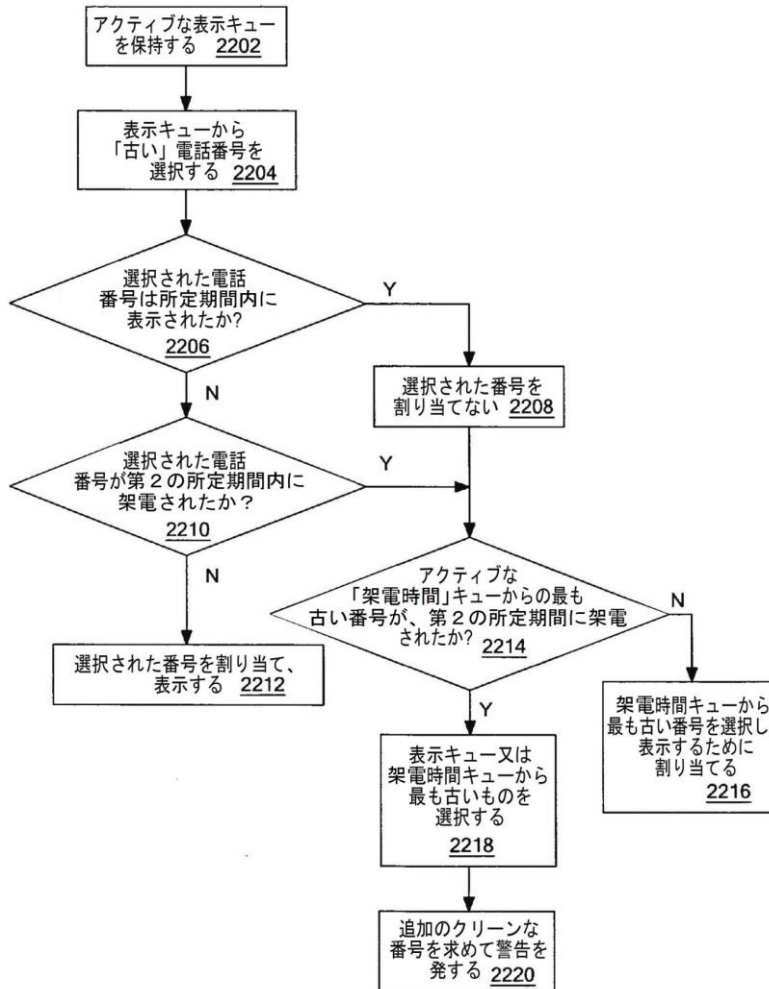 アクティブな表示キュー
を保持する 2202
表示キューから
「古い」電話番号を
選択する 2204
選択された電話
番号は所定期間内に
表示されたか?
2206
Y
N
選択された番号を
割り当てない 2208
選択された電話
番号が第2の所定期間内に
架電されたか?
2210
Y
N
選択された番号を割り当て、
表示する 2212
アクティブな
「架電時間」キューからの最も
古い番号が、第2の所定期間に架電
されたか? 2214
N
Y
架電時間キューから
最も古い番号を選択し
表示するために
割り当てる
2216
表示キュー又は
架電時間キューから
最も古いものを
選択する
2218
追加のクリーンな
番号を求めて警告を
発する 2220